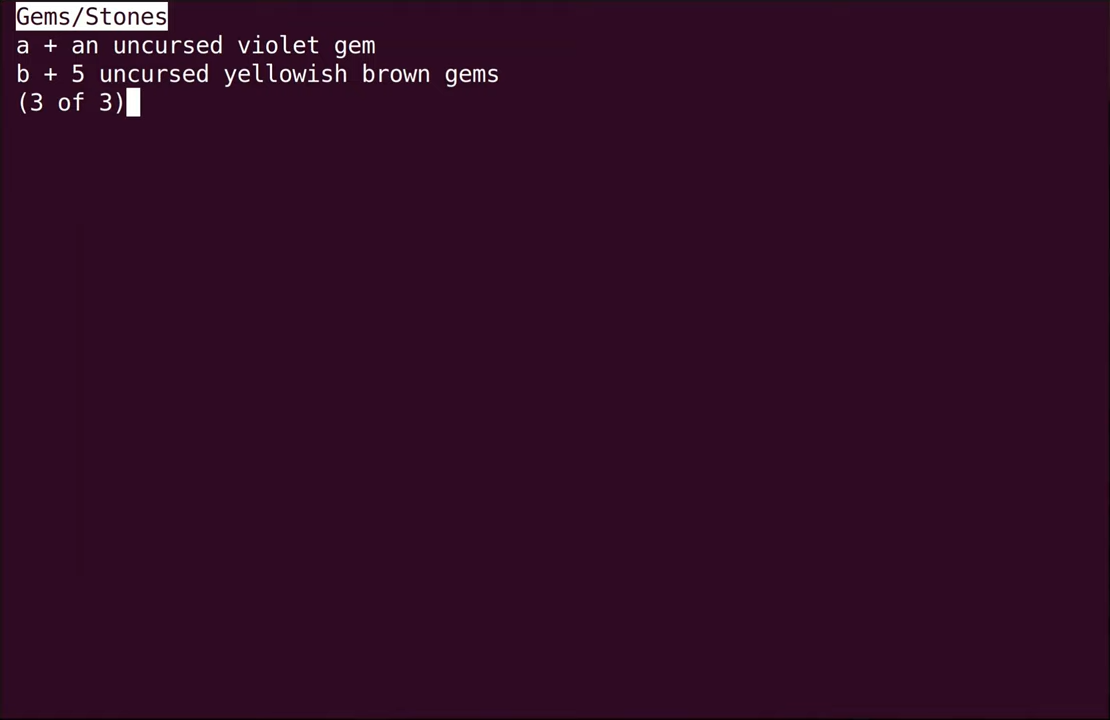 Gems/Stones
a + an uncursed violet gem
b + 5 uncursed yellowish brown gems
(3 of 3)